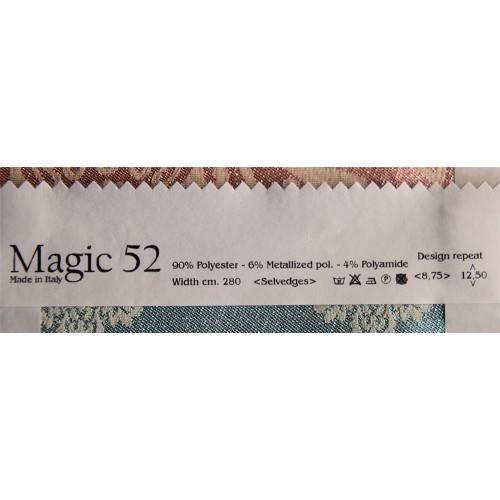 Magic 52
Made in Italy
90% Polyester - 6% Metallized pol. - 4% Polyamide
Width cm. 280 <Selvedges>
Design repeat
<8,75> 12,50